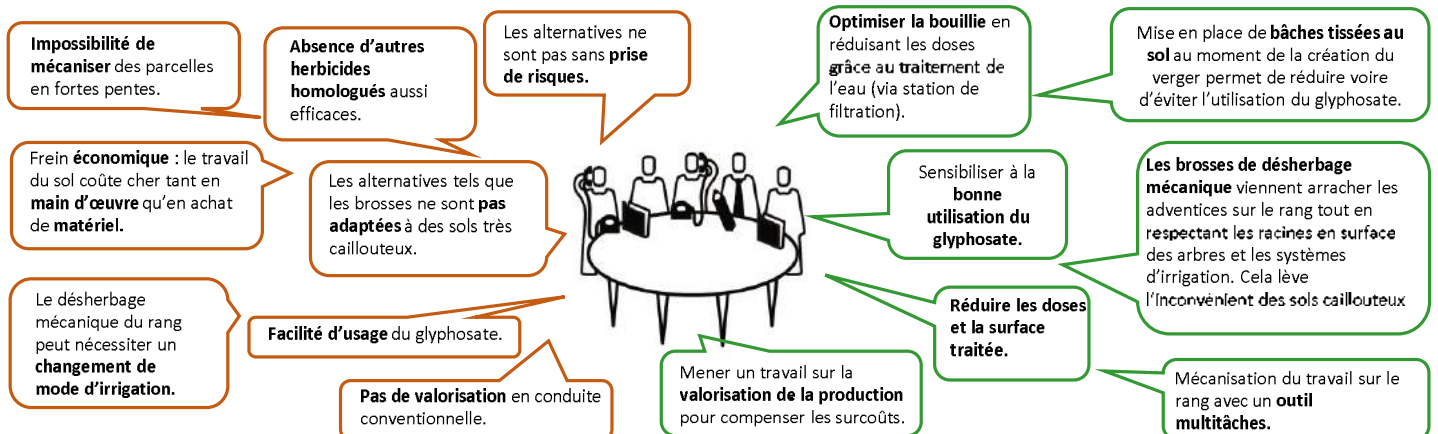 Impossibilité de
mécaniser des parcelles
en fortes pentes.
Absence d'autres
herbicides
homologués aussi
efficaces.
Les alternatives ne
sont pas sans prise
de risques.
Optimiser la bouillie en
réduisant les doses
grâce au traitement de
l'eau (via station de
filtration).
Mise en place de bâches tissées au
sol au moment de la création du
verger permet de réduire voire
d'éviter l'utilisation du glyphosate.
Frein économique : le travail
du sol coûte cher tant en
main d'œuvre qu'en achat
de matériel.
Les alternatives tels que
les brosses ne sont pas
adaptées à des sols très
caillouteux.
Sensibiliser à la
bonne
utilisation du
glyphosate.
Les brosses de désherbage
mécanique viennent arracher les
adventices sur le rang tout en
respectant les racines en surface
des arbres et les systèmes
d'irrigation. Cela lève
l'inconvénient des sols caillouteux
Le désherbage
mécanique du rang
peut nécessiter un
changement de
mode d'irrigation.
Facilité d'usage du glyphosate.
Réduire les doses
et la surface
traitée.
Pas de valorisation en conduite
conventionnelle.
Mener un travail sur la
valorisation de la production
pour compenser les surcoûts.
Mécanisation du travail sur le
rang avec un outil
multitâches.